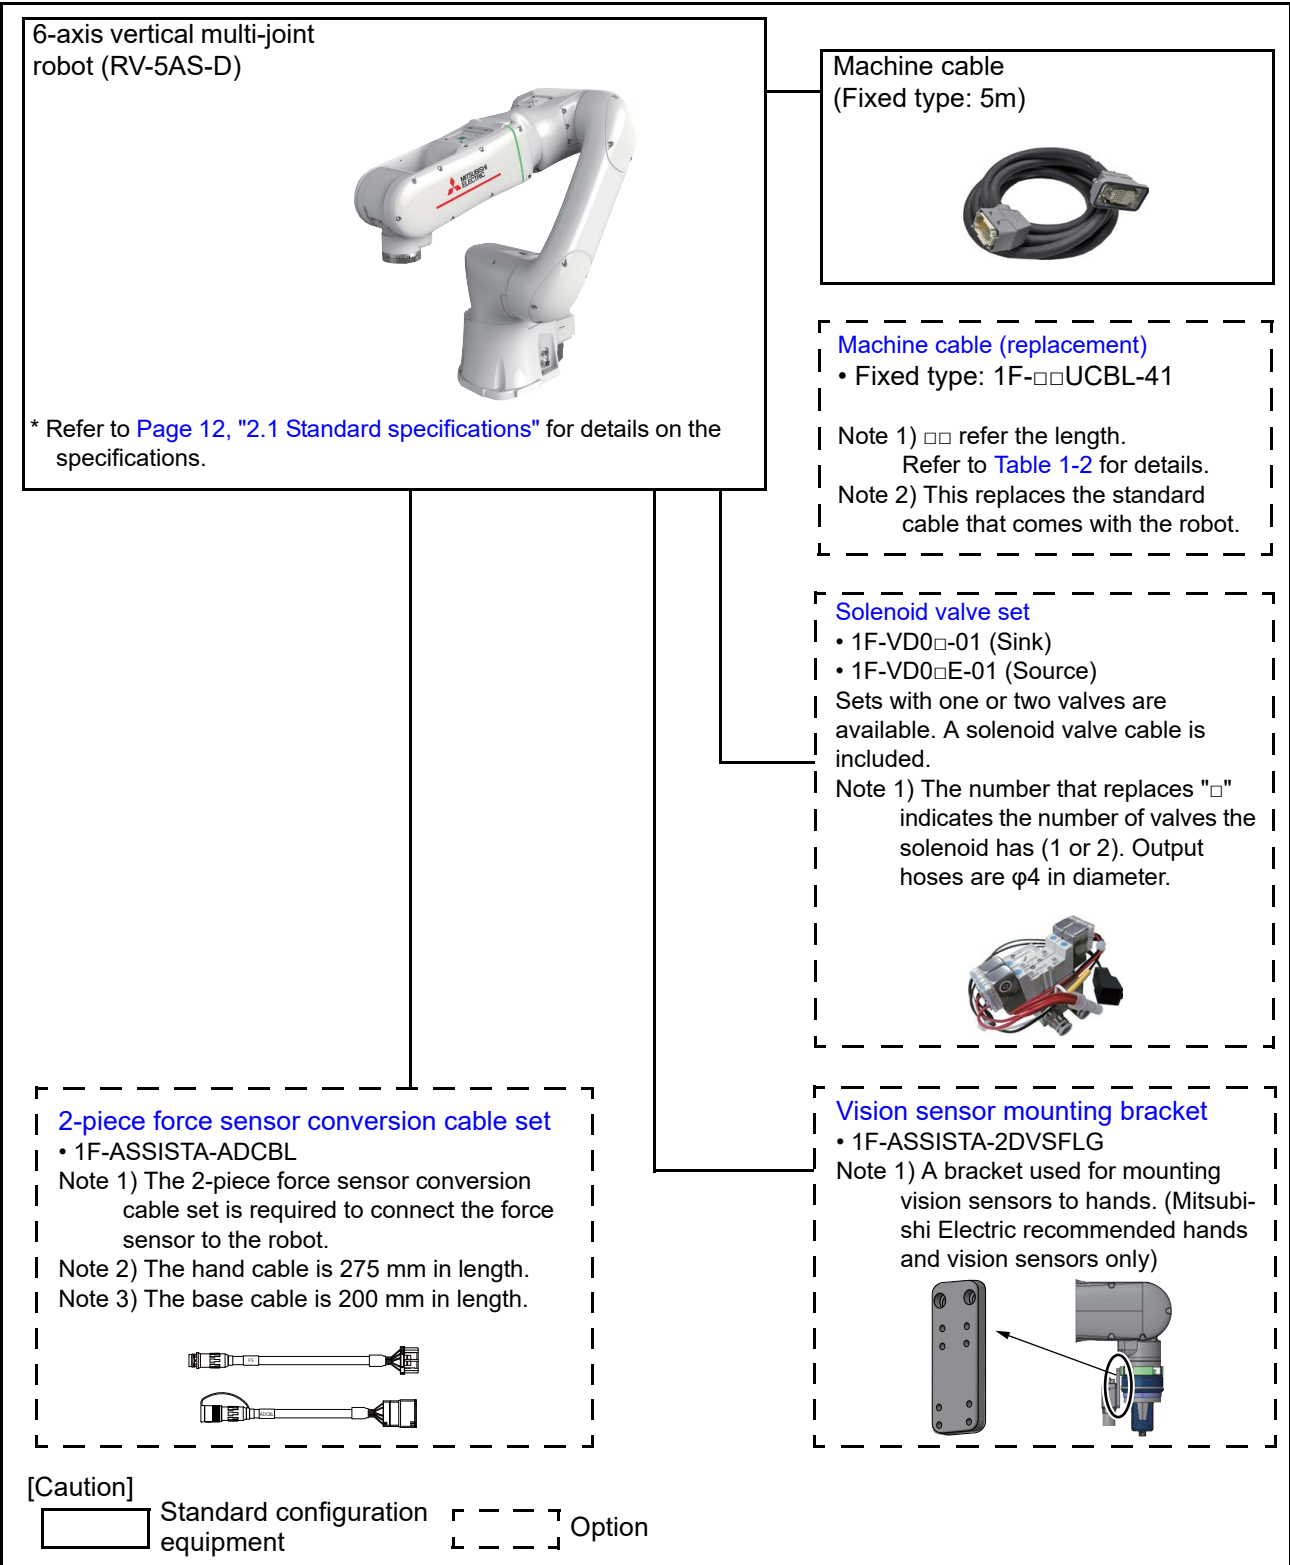 6-axis vertical multi-joint
robot (RV-5AS-D)
MITSUBISHI
ELECTRIC
* Refer to Page 12, "2.1 Standard specifications" for details on the
specifications.
Machine cable
(Fixed type: 5m)
Machine cable (replacement)
• Fixed type: 1F-□□UCBL-41
Note 1) □□ refer the length.
Refer to Table 1-2 for details.
Note 2) This replaces the standard
cable that comes with the robot.
Solenoid valve set
• 1F-VD0□-01 (Sink)
• 1F-VD0□E-01 (Source)
Sets with one or two valves are
available. A solenoid valve cable is
included.
Note 1) The number that replaces "□"
indicates the number of valves the
solenoid has (1 or 2). Output
hoses are φ4 in diameter.
2-piece force sensor conversion cable set
• 1F-ASSISTA-ADCBL
Note 1) The 2-piece force sensor conversion
cable set is required to connect the force
sensor to the robot.
Note 2) The hand cable is 275 mm in length.
Note 3) The base cable is 200 mm in length.
FS
ADCBL
Vision sensor mounting bracket
• 1F-ASSISTA-2DVSFLG
Note 1) A bracket used for mounting
vision sensors to hands. (Mitsubi-
shi Electric recommended hands
and vision sensors only)
[Caution]
Standard configuration
equipment
Option